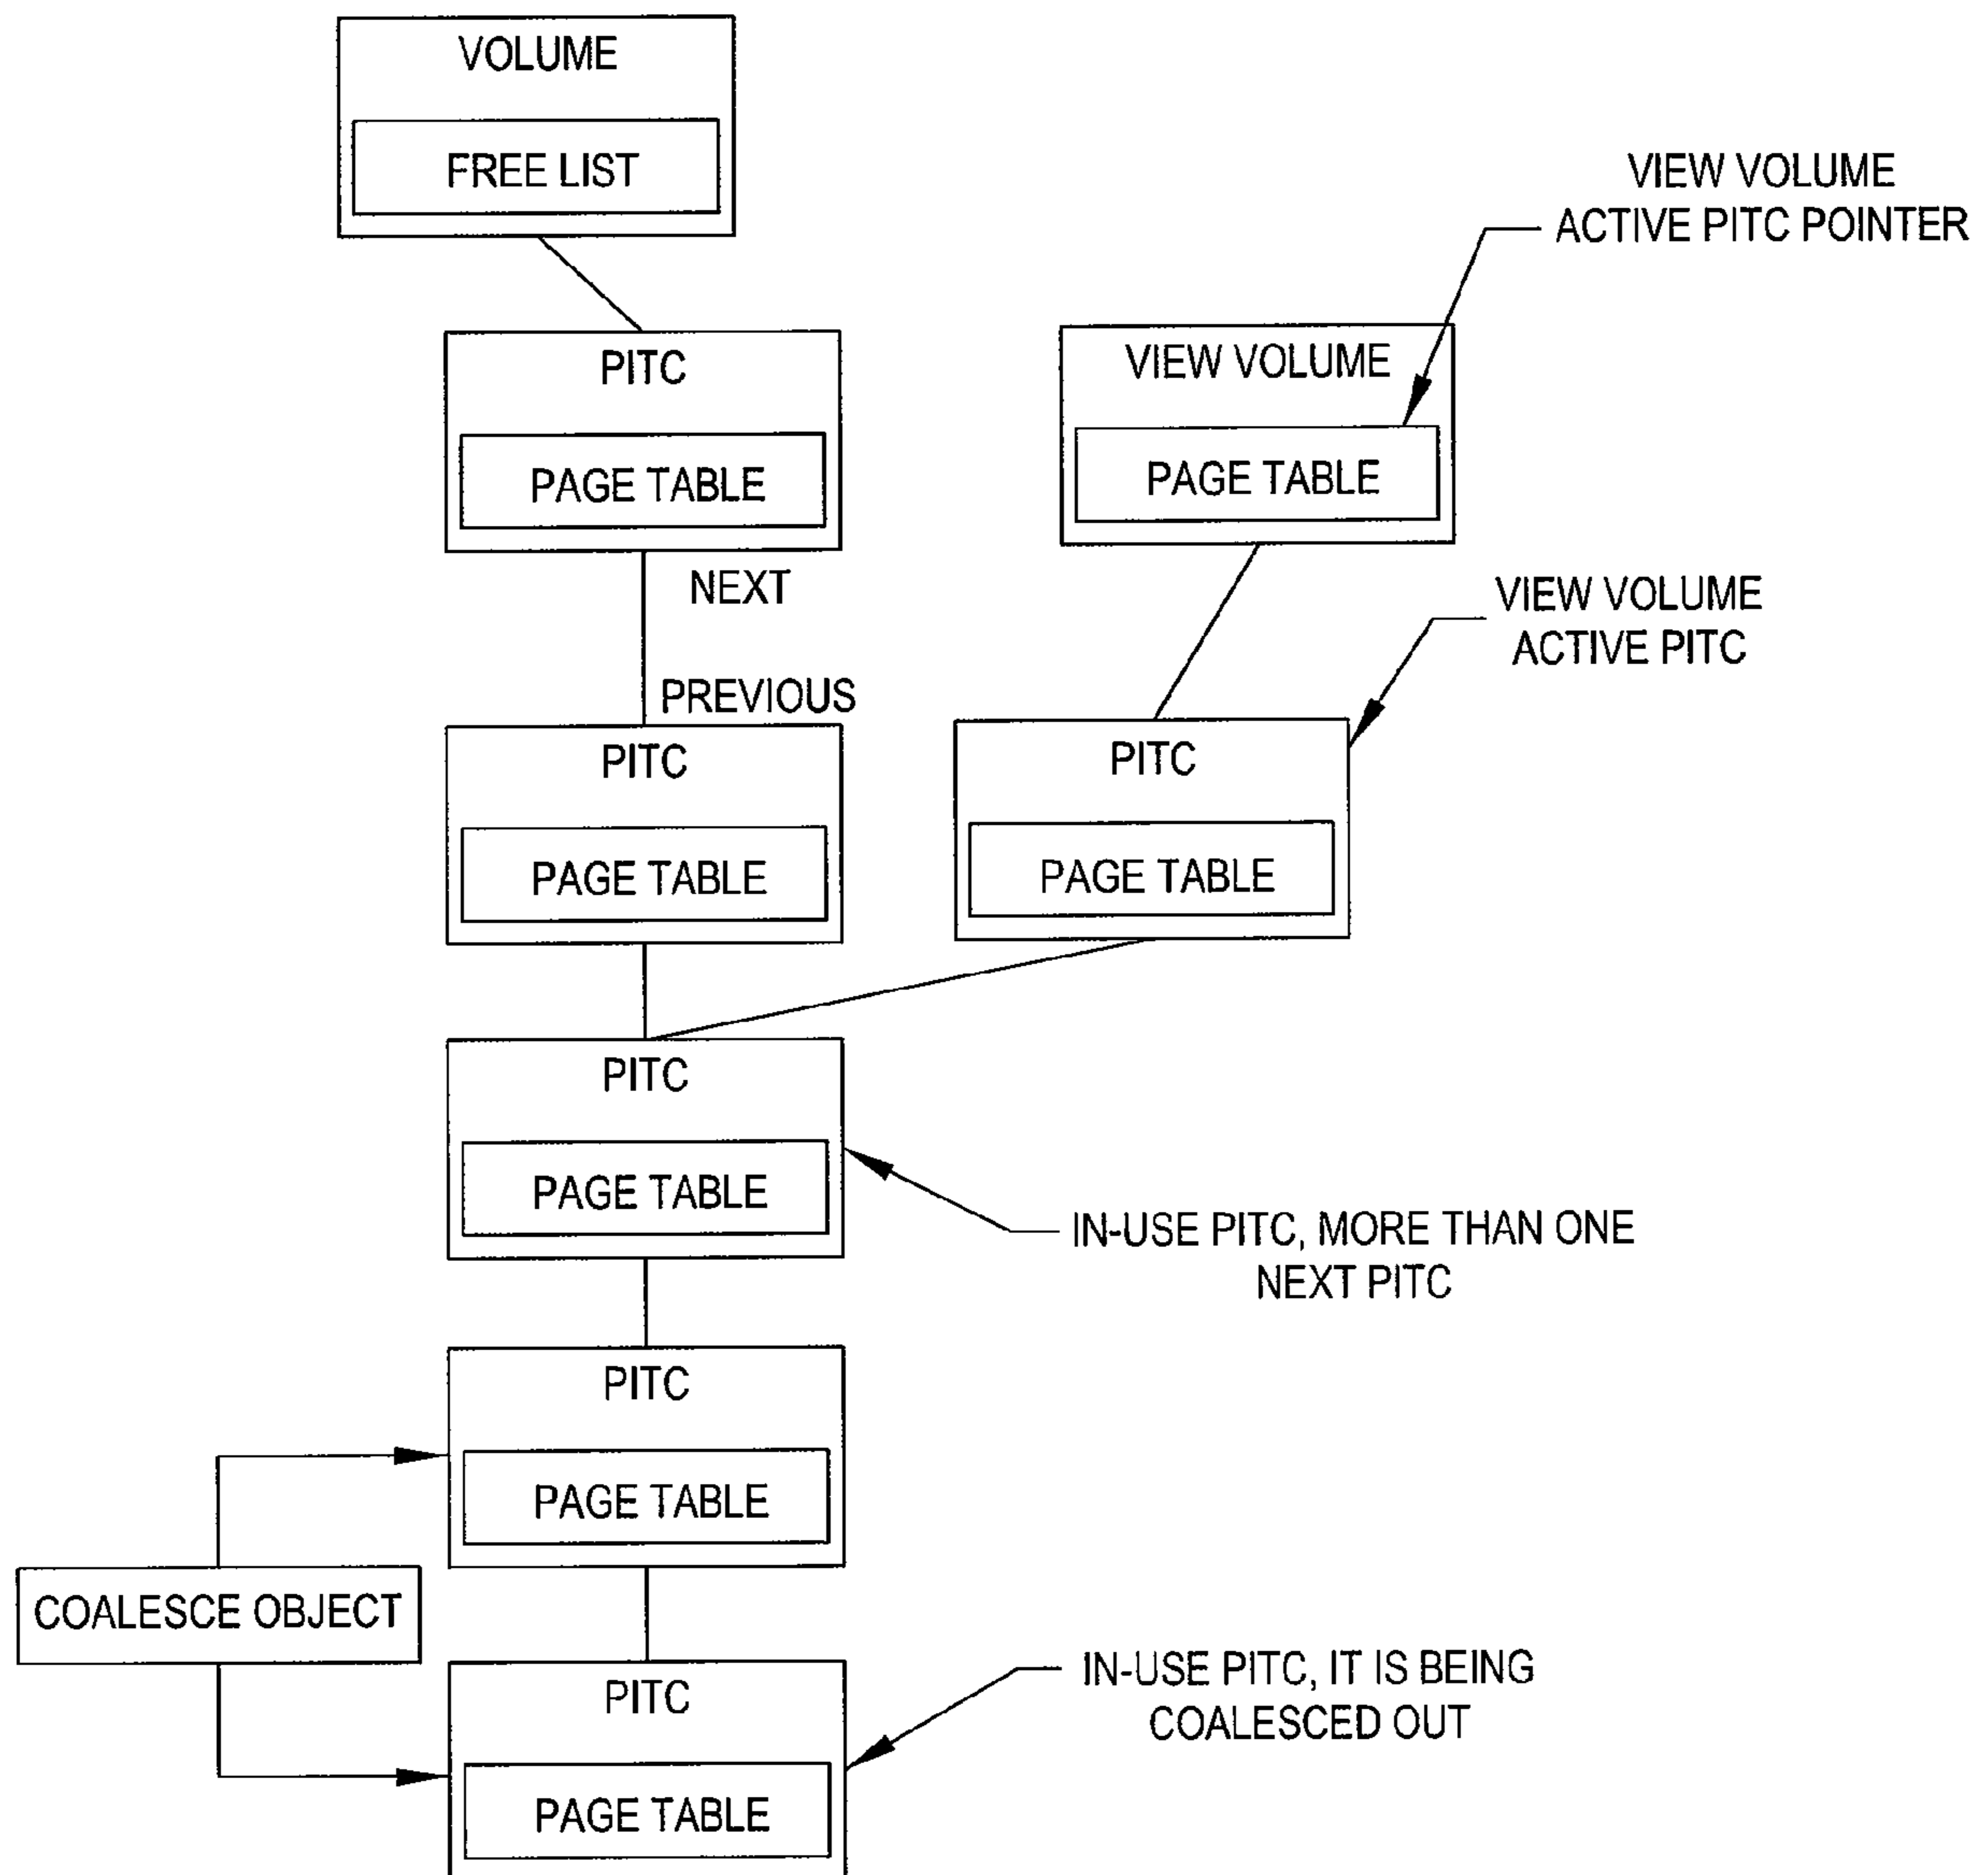 VOLUME
FREE LIST
VIEW VOLUME
ACTIVE PITC POINTER
PITC
PAGE TABLE
VIEW VOLUME
PAGE TABLE
NEXT
VIEW VOLUME
ACTIVE PITC
PREVIOUS
PITC
PAGE TABLE
PITC
PAGE TABLE
PITC
PAGE TABLE
IN-USE PITC, MORE THAN ONE
NEXT PITC
PITC
PAGE TABLE
COALESCE OBJECT
PITC
PAGE TABLE
IN-USE PITC, IT IS BEING
COALESCED OUT